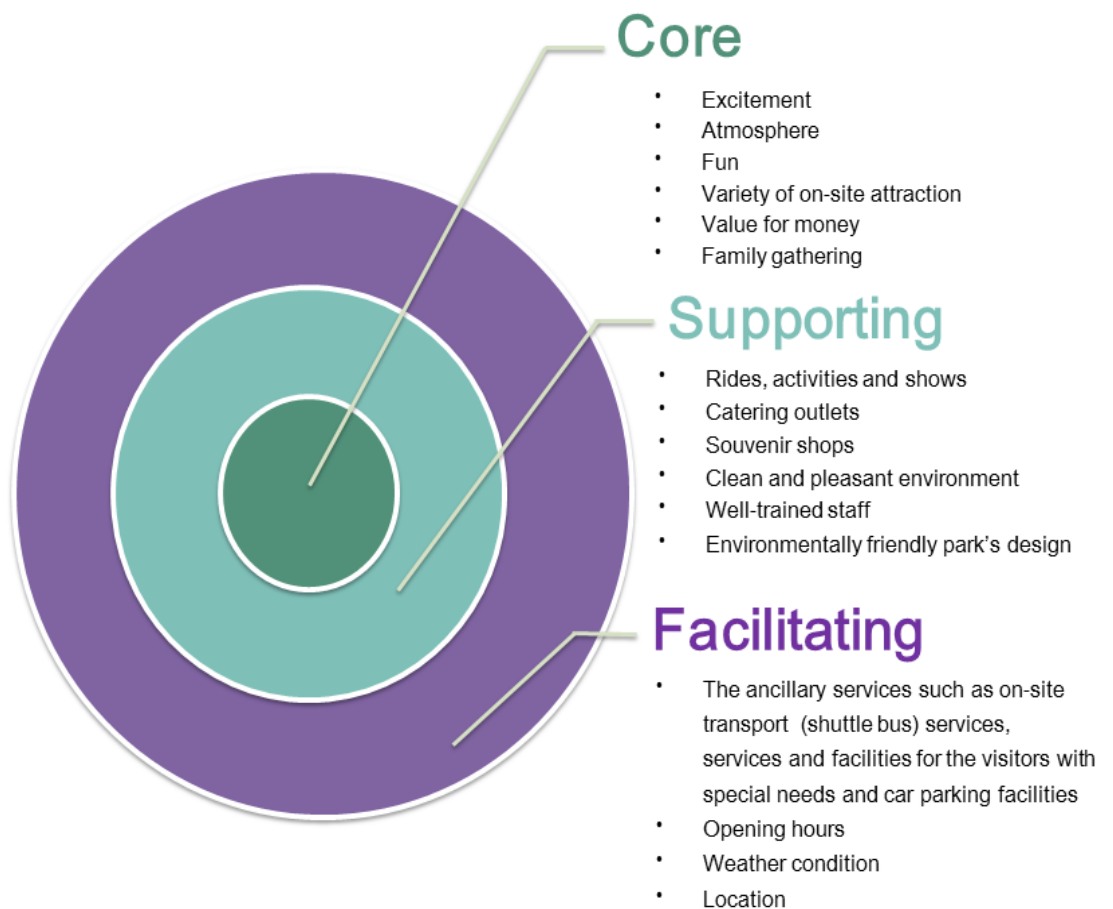 Core
• Excitement
• Atmosphere
• Fun
• Variety of on-site attraction
• Value for money
• Family gathering
Supporting
• Rides, activities and shows
• Catering outlets
• Souvenir shops
• Clean and pleasant environment
• Well-trained staff
• Environmentally friendly park’s design
Facilitating
• The ancillary services such as on-site
transport (shuttle bus) services,
services and facilities for the visitors with
special needs and car parking facilities
• Opening hours
• Weather condition
• Location